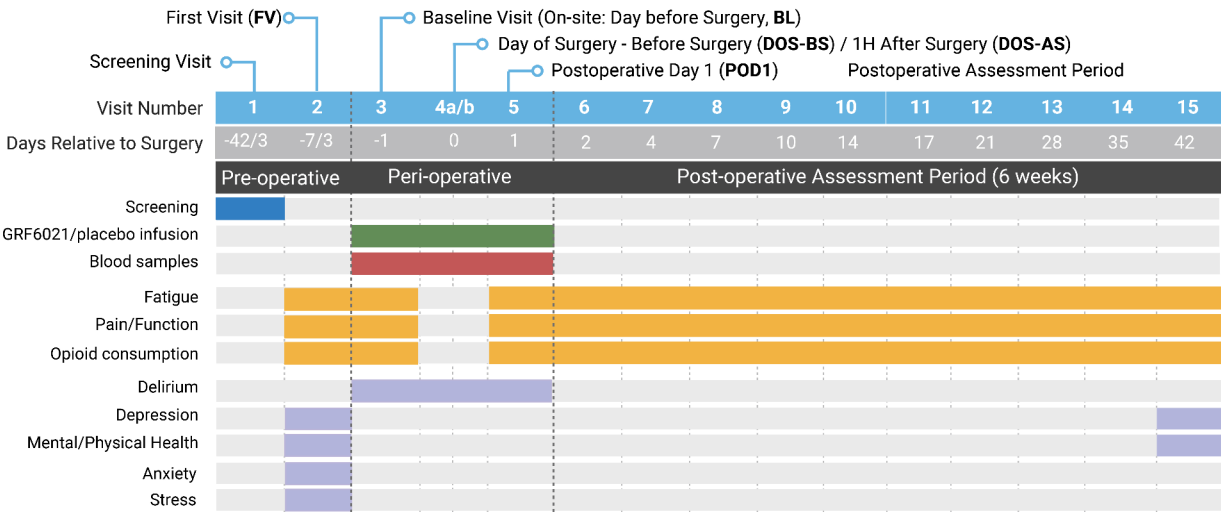 First Visit (FV)
Baseline Visit (On-site: Day before Surgery, BL)
Day of Surgery - Before Surgery (DOS-BS) / 1H After Surgery (DOS-AS)
Screening Visit
Postoperative Day 1 (POD1)
Postoperative Assessment Period
Visit Number 1 2 3 4a/b 5 6 7 8 9 10 11 12 13 14 15
Days Relative to Surgery -42/3 -7/3 -1 0 1 2 4 7 10 14 17 21 28 35 42
Pre-operative Peri-operative Post-operative Assessment Period (6 weeks)
Screening
GRF6021/placebo infusion
Blood samples
Fatigue
Pain/Function
Opioid consumption
Delirium
Depression
Mental/Physical Health
Anxiety
Stress